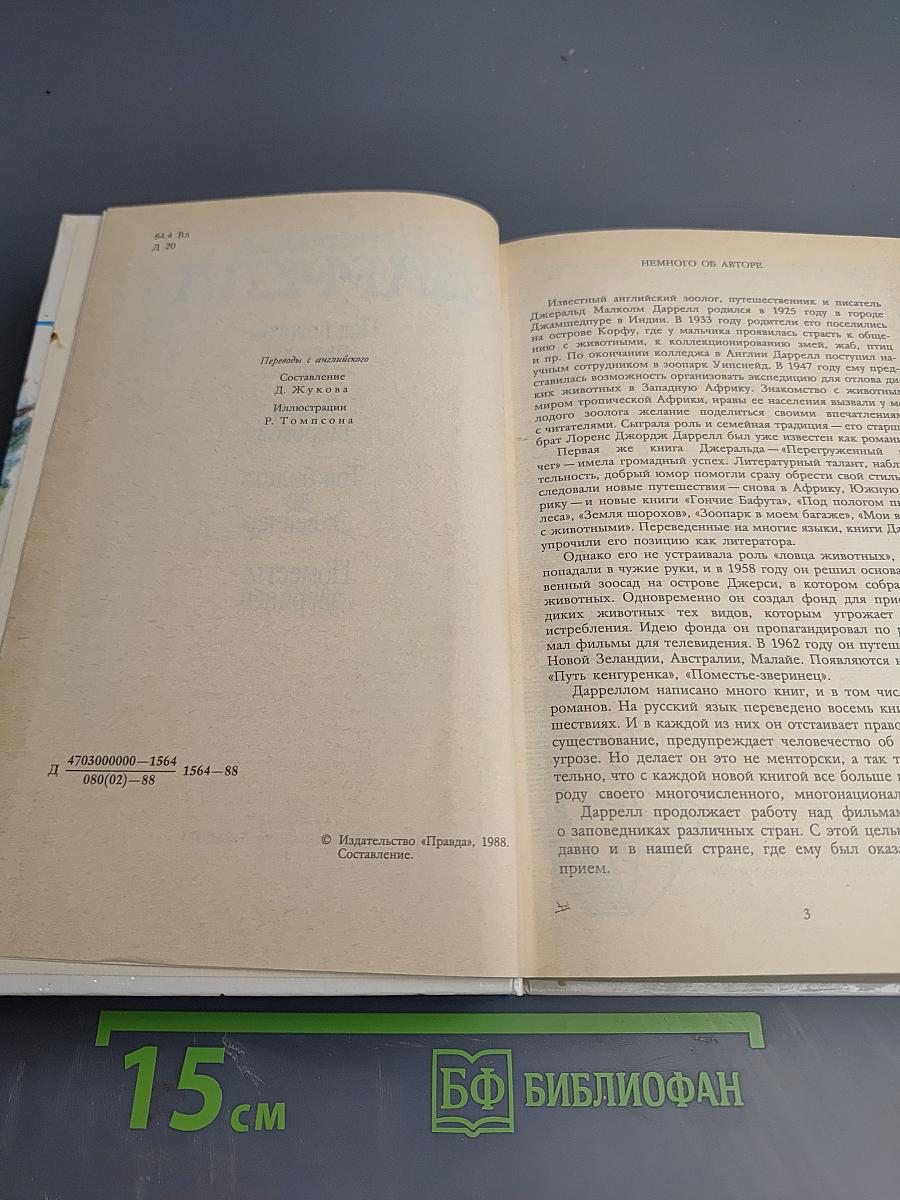 84.4 Вл
Д 20
Переводы с английского
Составление
Д. Жукова
Иллюстрации
Р. Томпсона
Д 4703000000—1564 1564—88
080(02)—88
© Издательство «Правда», 1988.
Составление.
НЕМНОГО ОБ АВТОРЕ
Известный английский зоолог, путешественник и писатель
Джеральд Малколм Даррелл родился в 1925 году в городе
Джамшедпуре в Индии. В 1933 году родители его поселились
на острове Корфу, где у мальчика проявилась страсть к обще-
нию с животными, к коллекционированию змей, жаб, птиц
и пр. По окончании колледжа в Англии Даррелл поступил на-
учным сотрудником в зоопарк Уипснейд. В 1947 году ему пред-
ставилась возможность организовать экспедицию для отлова ди-
ких животных в Западную Африку. Знакомство с животным
миром тропической Африки, нравы ее населения вызвали у мо
лодого зоолога желание поделиться своими впечатлениям
с читателями. Сыграла роль и семейная традиция — его старш
брат Лоренс Джордж Даррелл был уже известен как романи
Первая же книга Джеральда — «Перегруженный
чег» — имела громадный успех. Литературный талант, набл
тельность, добрый юмор помогли сразу обрести свой стиль
следовали новые путешествия — снова в Африку, Южную
рику — и новые книги «Гончие Бафута», «Под пологом п
леса», «Земля шорохов», «Зоопарк в моем багаже», «Мои
с животными». Переведенные на многие языки, книги Да
упрочили его позицию как литератора.
Однако его не устраивала роль «ловца животных»,
попадали в чужие руки, и в 1958 году он решил основа
венный зоосад на острове Джерси, в котором собра
животных. Одновременно он создал фонд для при
диких животных тех видов, которым угрожает
истребления. Идею фонда он пропагандировал по р
мал фильмы для телевидения. В 1962 году он путеш
Новой Зеландии, Австралии, Малайе. Появляются н
«Путь кенгуренка», «Поместье-зверинец».
Дарреллом написано много книг, и в том чис
романов. На русский язык переведено восемь кни
шествиях. И в каждой из них он отстаивает право
существование, предупреждает человечество об
угрозе. Но делает он это не менторски, а так т
тельно, что с каждой новой книгой все больше
роду своего многочисленного, многонационал
Даррелл продолжает работу над фильмам
о заповедниках различных стран. С этой цель
давно и в нашей стране, где ему был оказа
прием.
3
15 см
БФ БИБЛИОФАН